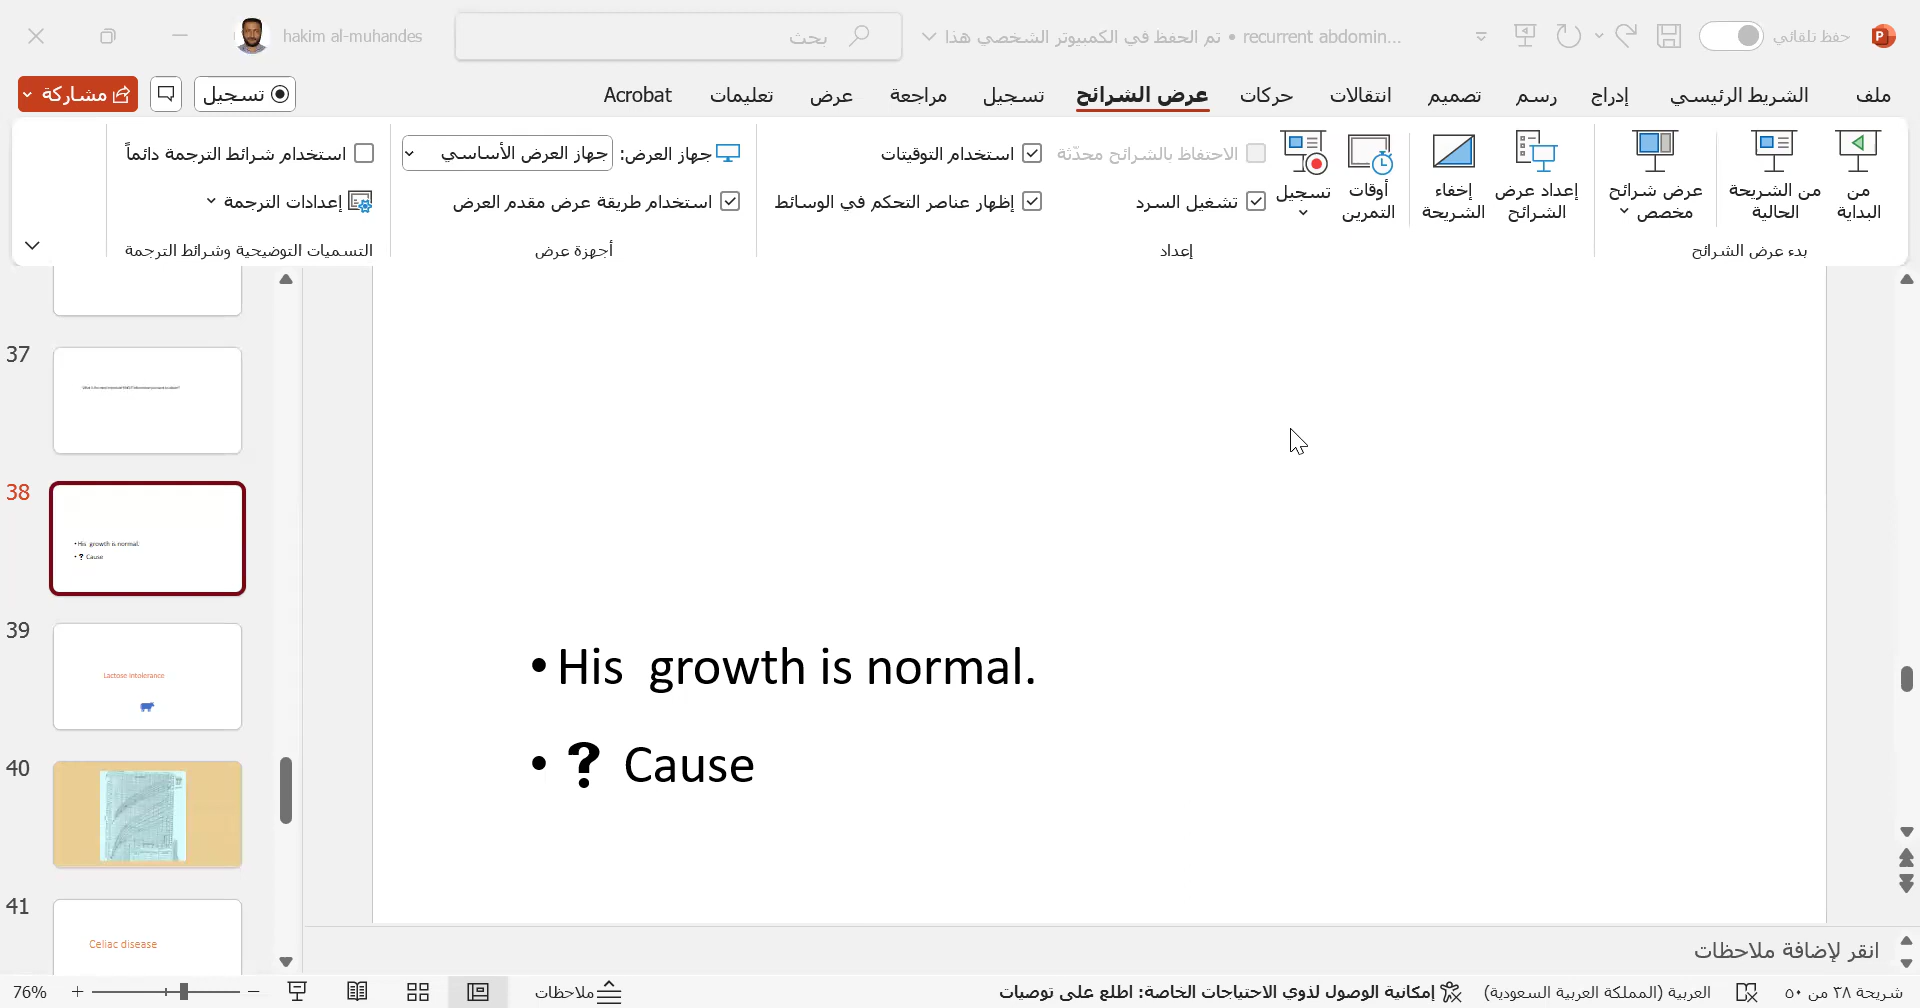 hakim al-muhandes
بحث
recurrent abdomin... • تم الحفظ في الكمبيوتر الشخصي هذا
حفظ تلقائي
P
ملف
الشريط الرئيسي
إدراج
رسم
تصميم
انتقالات
حركات
عرض الشرائح
تسجيل
مراجعة
عرض
تعليمات
Acrobat
تسجيل
مشاركة
من
البداية
من الشريحة
الحالية
عرض شرائح
مخصص
بدء عرض الشرائح
إعداد عرض
الشرائح
إخفاء
الشريحة
أوقات
التمرين
تسجيل
الاحتفاظ بالشرائح محدّثة
تشغيل السرد
استخدام التوقيتات
إظهار عناصر التحكم في الوسائط
إعداد
جهاز العرض:
جهاز العرض الأساسي
استخدام طريقة عرض مقدم العرض
أجهزة عرض
استخدام شرائط الترجمة دائماً
إعدادات الترجمة
التسميات التوضيحية وشرائط الترجمة
37
38
• His growth is normal.
• ? Cause
39
Lactose intolerance
40
41
Celiac disease
• His growth is normal.
• ? Cause
انقر لإضافة ملاحظات
شريحة ٣٨ من ٥٠
العربية (المملكة العربية السعودية)
إمكانية الوصول لذوي الاحتياجات الخاصة: اطلع على توصيات
ملاحظات
76%